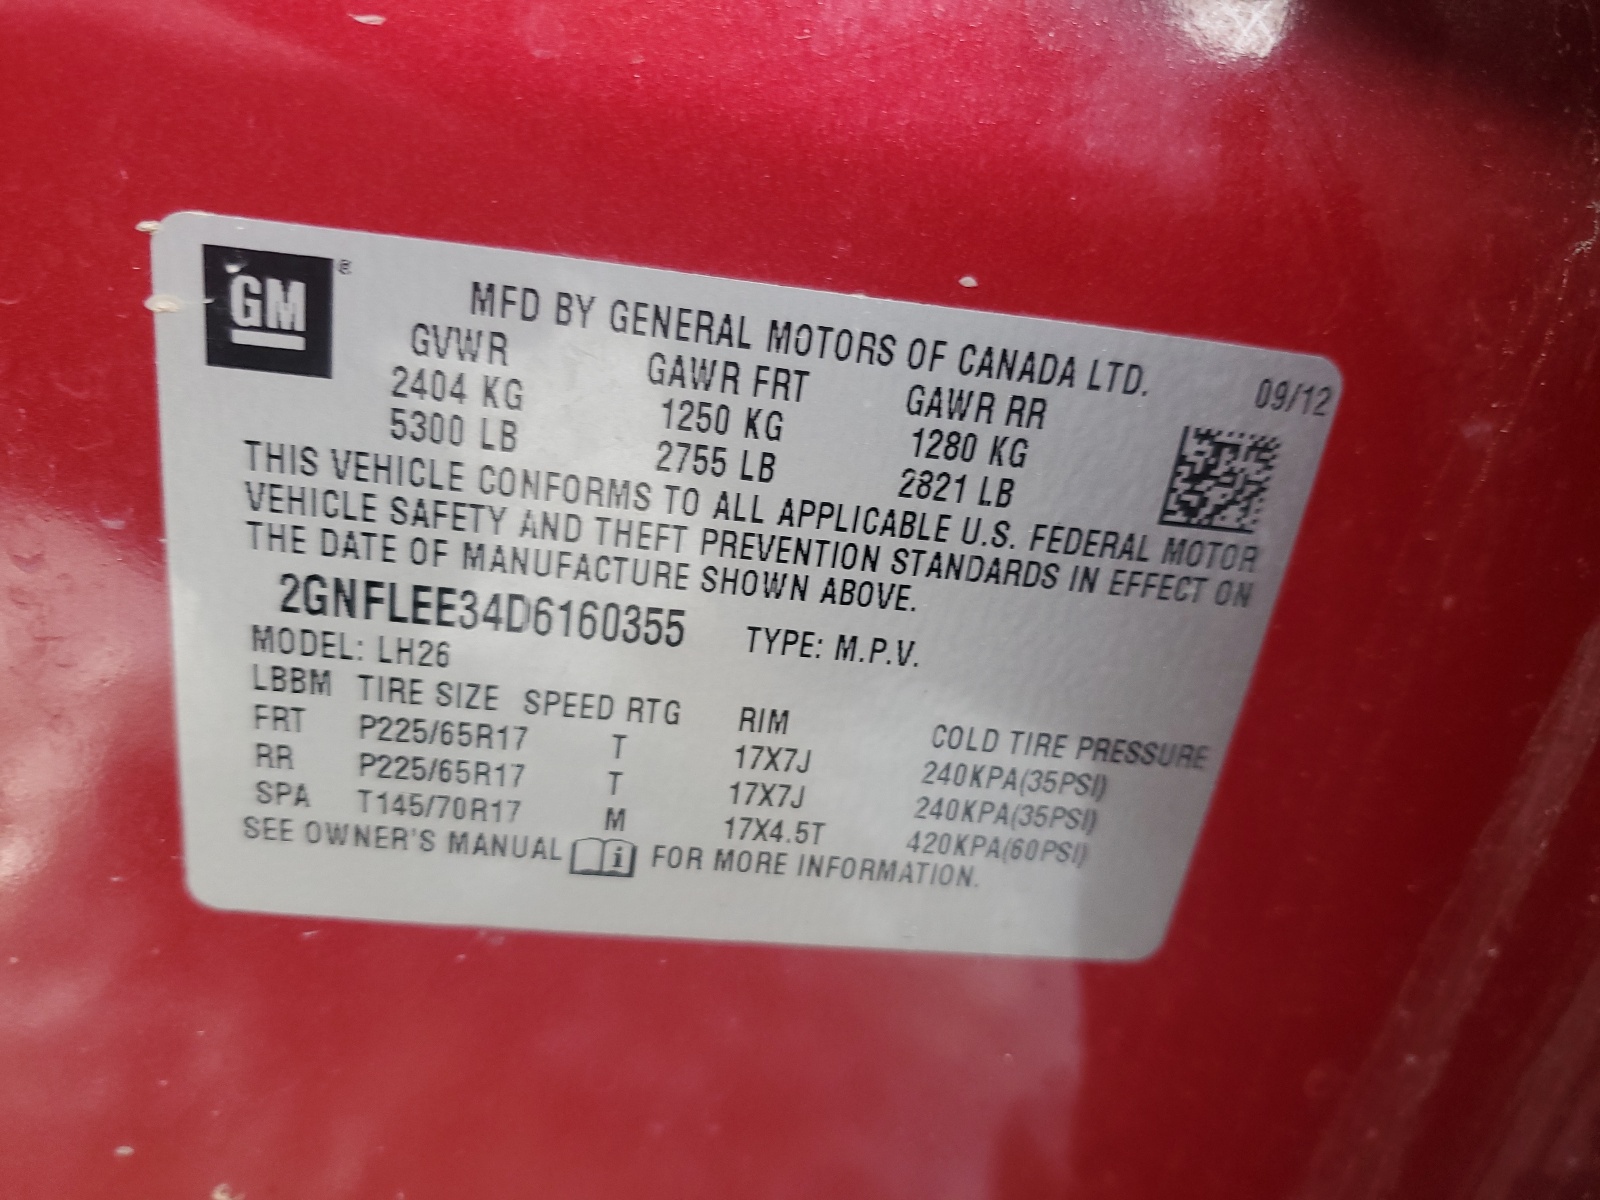 GM®
MFD BY GENERAL MOTORS OF CANADA LTD.
09/12
GVWR GAWR FRT GAWR RR
2404 KG 1250 KG 1280 KG
5300 LB 2755 LB 2821 LB
THIS VEHICLE CONFORMS TO ALL APPLICABLE U.S. FEDERAL MOTOR
VEHICLE SAFETY AND THEFT PREVENTION STANDARDS IN EFFECT ON
THE DATE OF MANUFACTURE SHOWN ABOVE.
2GNFLEE34D6160355 TYPE: M.P.V.
MODEL: LH26
LBBM TIRE SIZE SPEED RTG RIM COLD TIRE PRESSURE
FRT P225/65R17 T 17X7J 240KPA(35PSI)
RR P225/65R17 T 17X7J 240KPA(35PSI)
SPA T145/70R17 M 17X4.5T 420KPA(60PSI)
SEE OWNER'S MANUAL i FOR MORE INFORMATION.